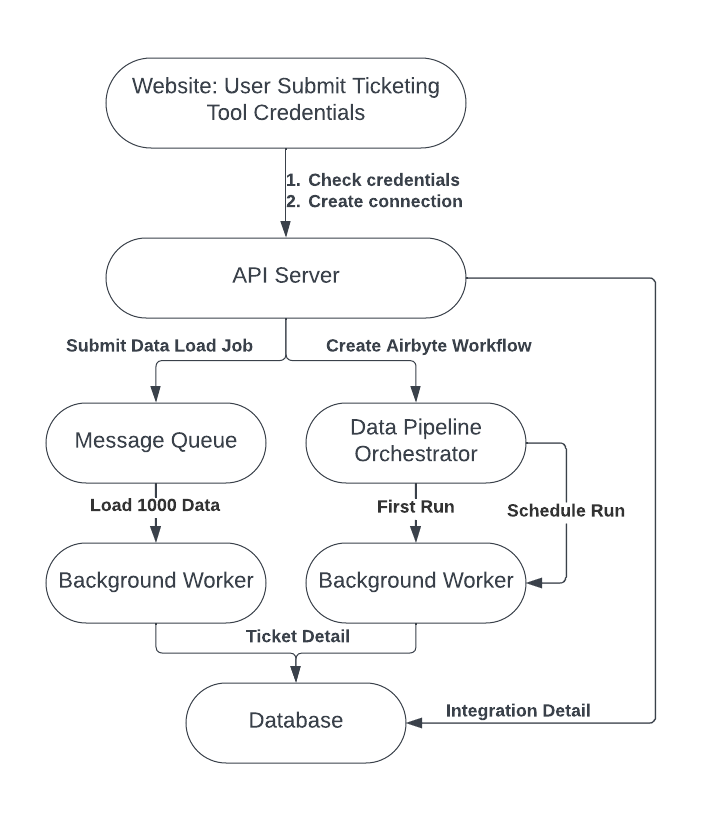 Website: User Submit Ticketing
Tool Credentials
1. Check credentials
2. Create connection
API Server
Submit Data Load Job
Create Airbyte Workflow
Message Queue
Data Pipeline
Orchestrator
Load 1000 Data
First Run
Schedule Run
Background Worker
Background Worker
Ticket Detail
Database
Integration Detail